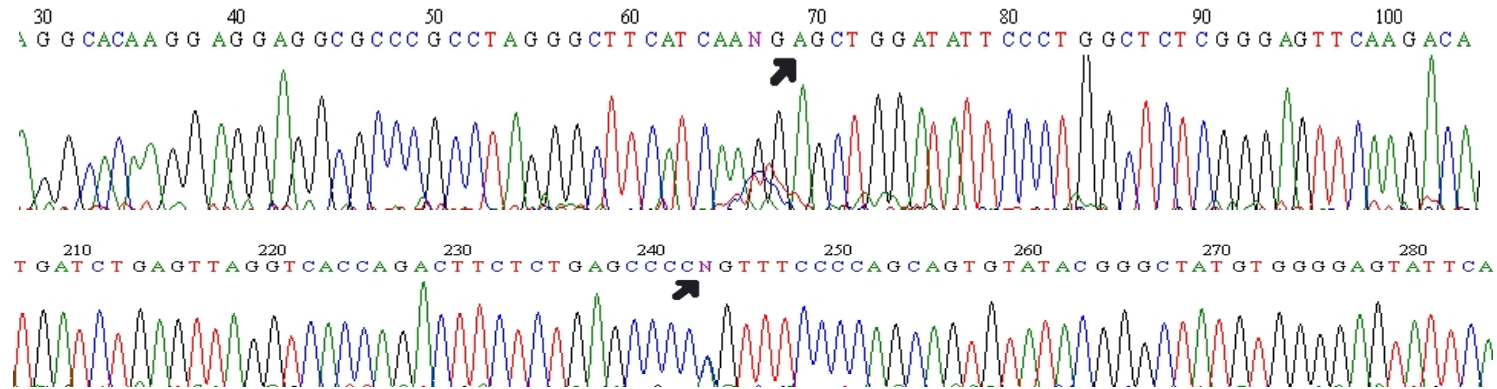 30 40 50 60 70 80 90 100
AGGCACAAGGAGGAGGCGCCCGCCTAGGGCTTCATCAANGAGCTGGATATTCCCTGGCTCTCGGGAGTTCAAGACA
210 220 230 240 250 260 270 280
TGATCTGAGTTAGGTCACCAGACTTCTCTGAGCCCCNGTTTCCCCAGCAGTGTATACGGGCTATGTGGGGAGTATTCA